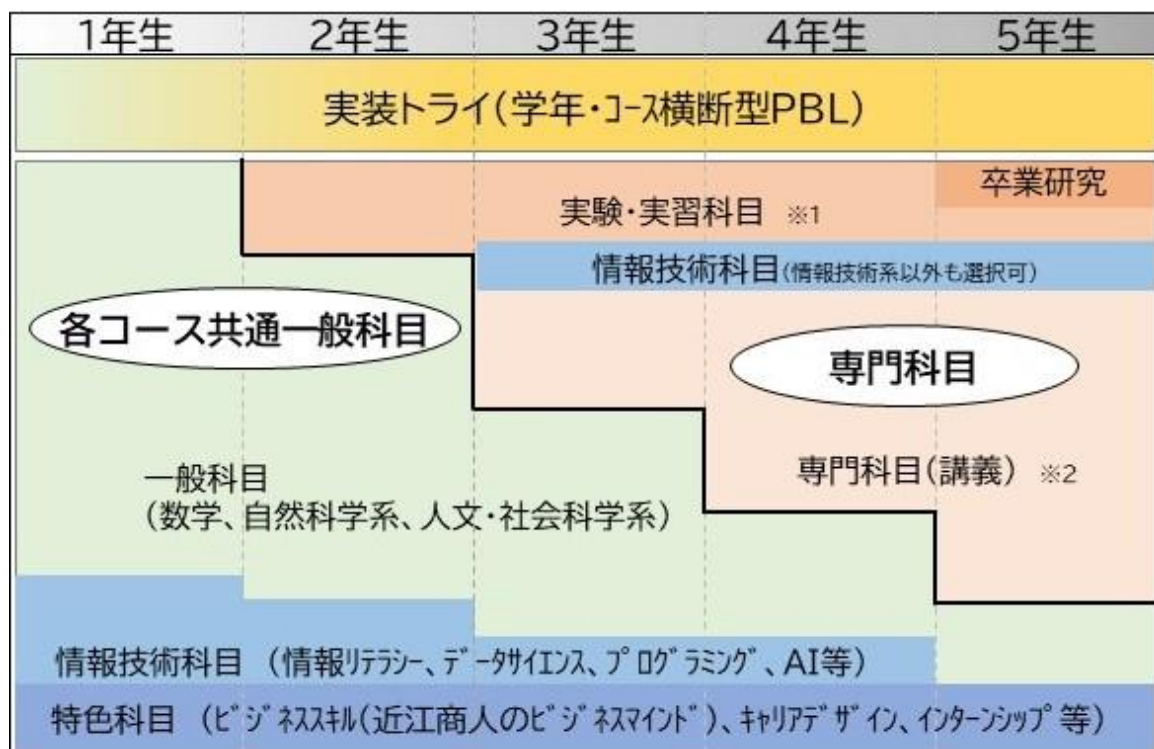 1年生 2年生 3年生 4年生 5年生
実装トライ(学年・コース横断型PBL)
卒業研究
実験・実習科目 ※1
情報技術科目(情報技術系以外も選択可)
各コース共通一般科目
専門科目
専門科目(講義) ※2
一般科目
(数学、自然科学系、人文・社会科学系)
情報技術科目 (情報リテラシー、データサイエンス、プログラミング、AI等)
特色科目 (ビジネススキル(近江商人のビジネスマインド)、キャリアデザイン、インターンシップ等)